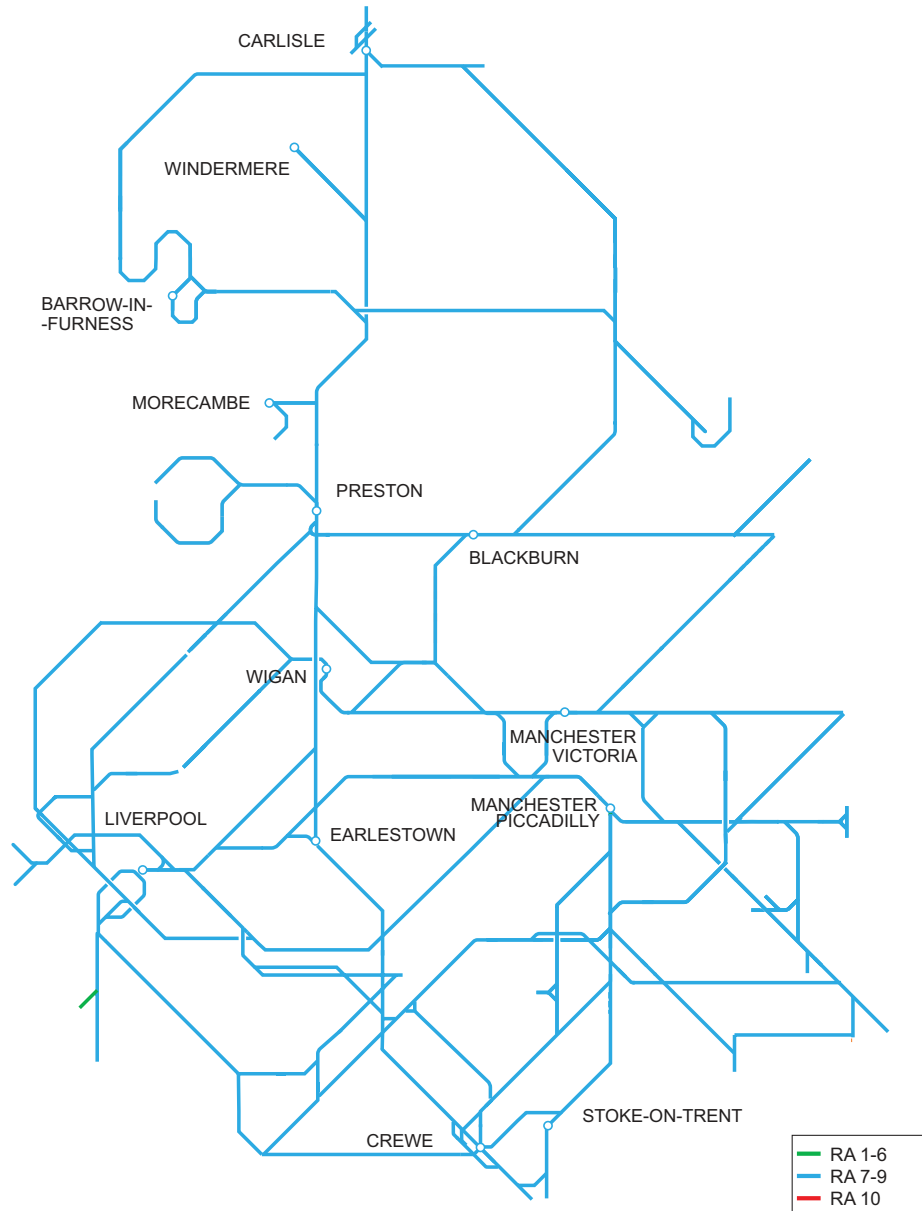 CARLISLE
WINDERMERE
BARROW-IN-
-FURNESS
MORECAMBE
PRESTON
BLACKBURN
WIGAN
MANCHESTER
VICTORIA
LIVERPOOL
MANCHESTER
PICCADILLY
EARLESTOWN
STOKE-ON-TRENT
CREWE
RA 1-6
RA 7-9
RA 10